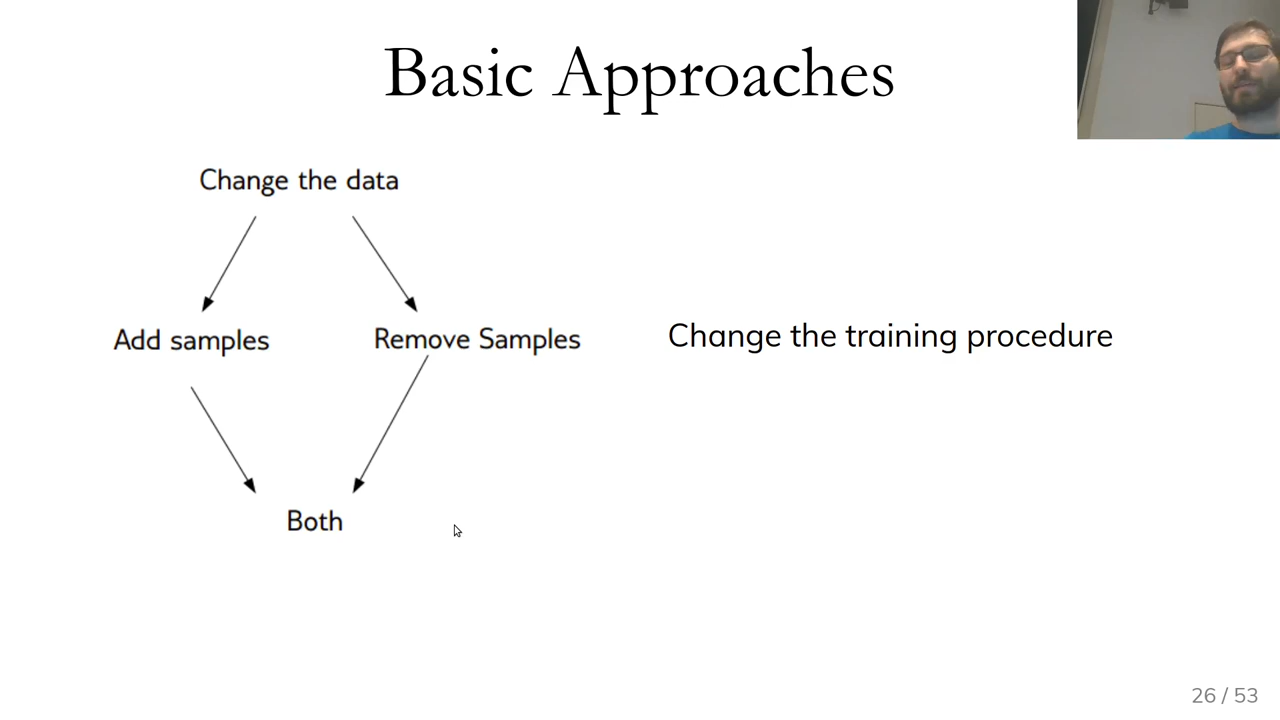 Basic Approaches
Change the data
Add samples
Remove Samples
Change the training procedure
Both
26 / 53